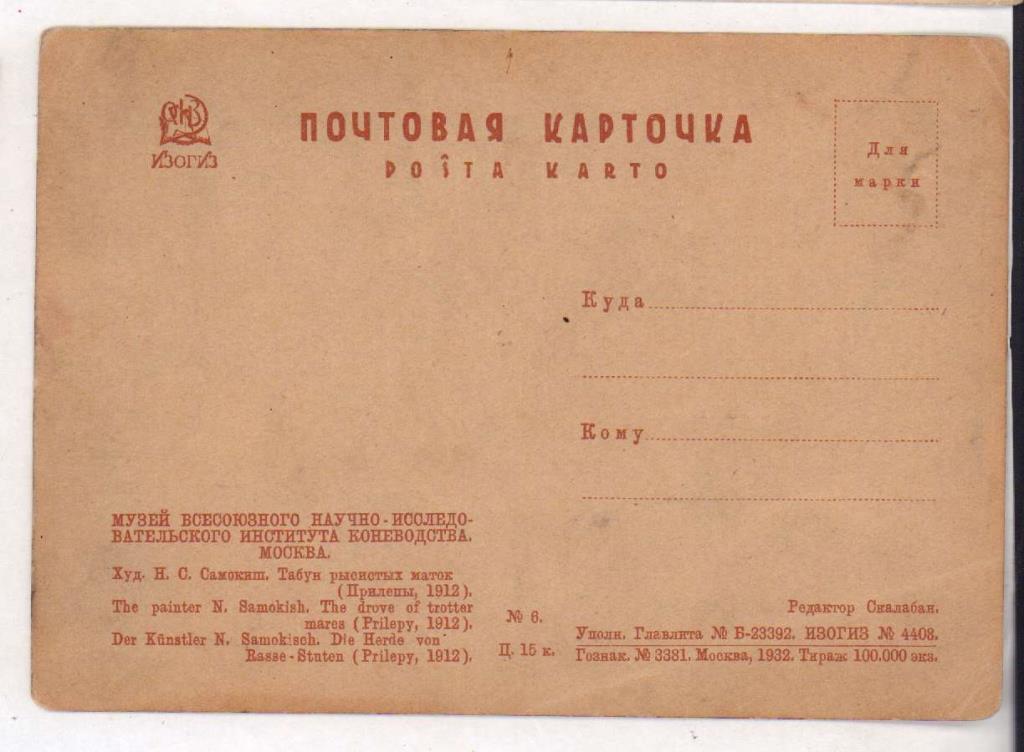 ИЗОГИЗ
ПОЧТОВАЯ КАРТОЧКА
POŜTA KARTO
Для
марки
Куда
Кому
МУЗЕЙ ВСЕСОЮЗНОГО НАУЧНО-ИССЛЕДО-
ВАТЕЛЬСКОГО ИНСТИТУТА КОНЕВОДСТВА.
МОСКВА.
Худ. Н. С. Самокиш. Табун рысистых маток
(Прилепы, 1912).
The painter N. Samokish. The drove of trotter
mares (Prilepy, 1912).
Der Künstler N. Samokisch. Die Herde von
Rasse-Stuten (Prilepy, 1912).
№ 6.
Ц. 15 к.
Редактор Скалабан.
Уполн. Главлита № Б-23392. ИЗОГИЗ № 4408.
Гознак. № 3381. Москва, 1932. Тираж 100.000 экз.